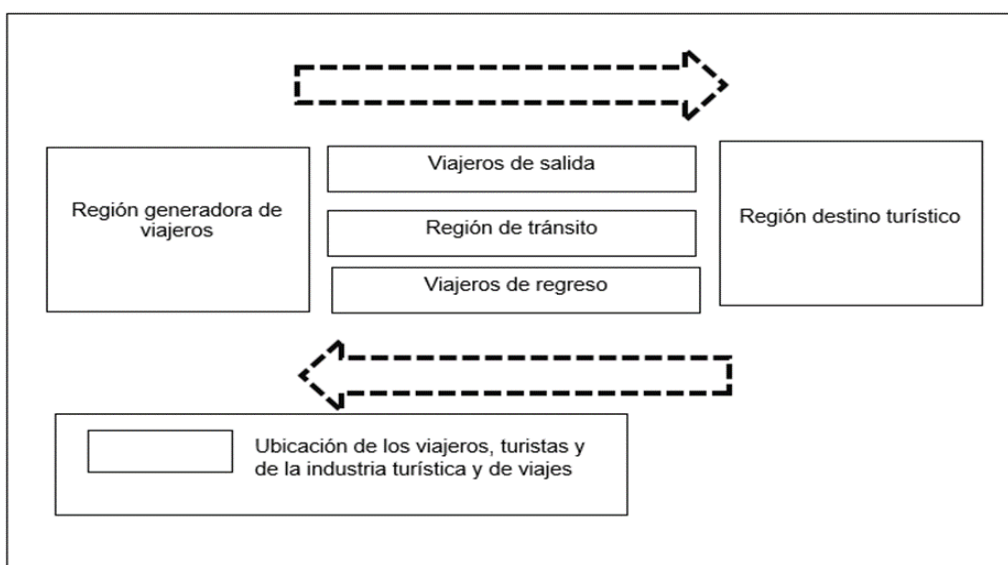 Región generadora de
viajeros
Viajeros de salida
Región de tránsito
Viajeros de regreso
Región destino turístico
Ubicación de los viajeros, turistas y
de la industria turística y de viajes